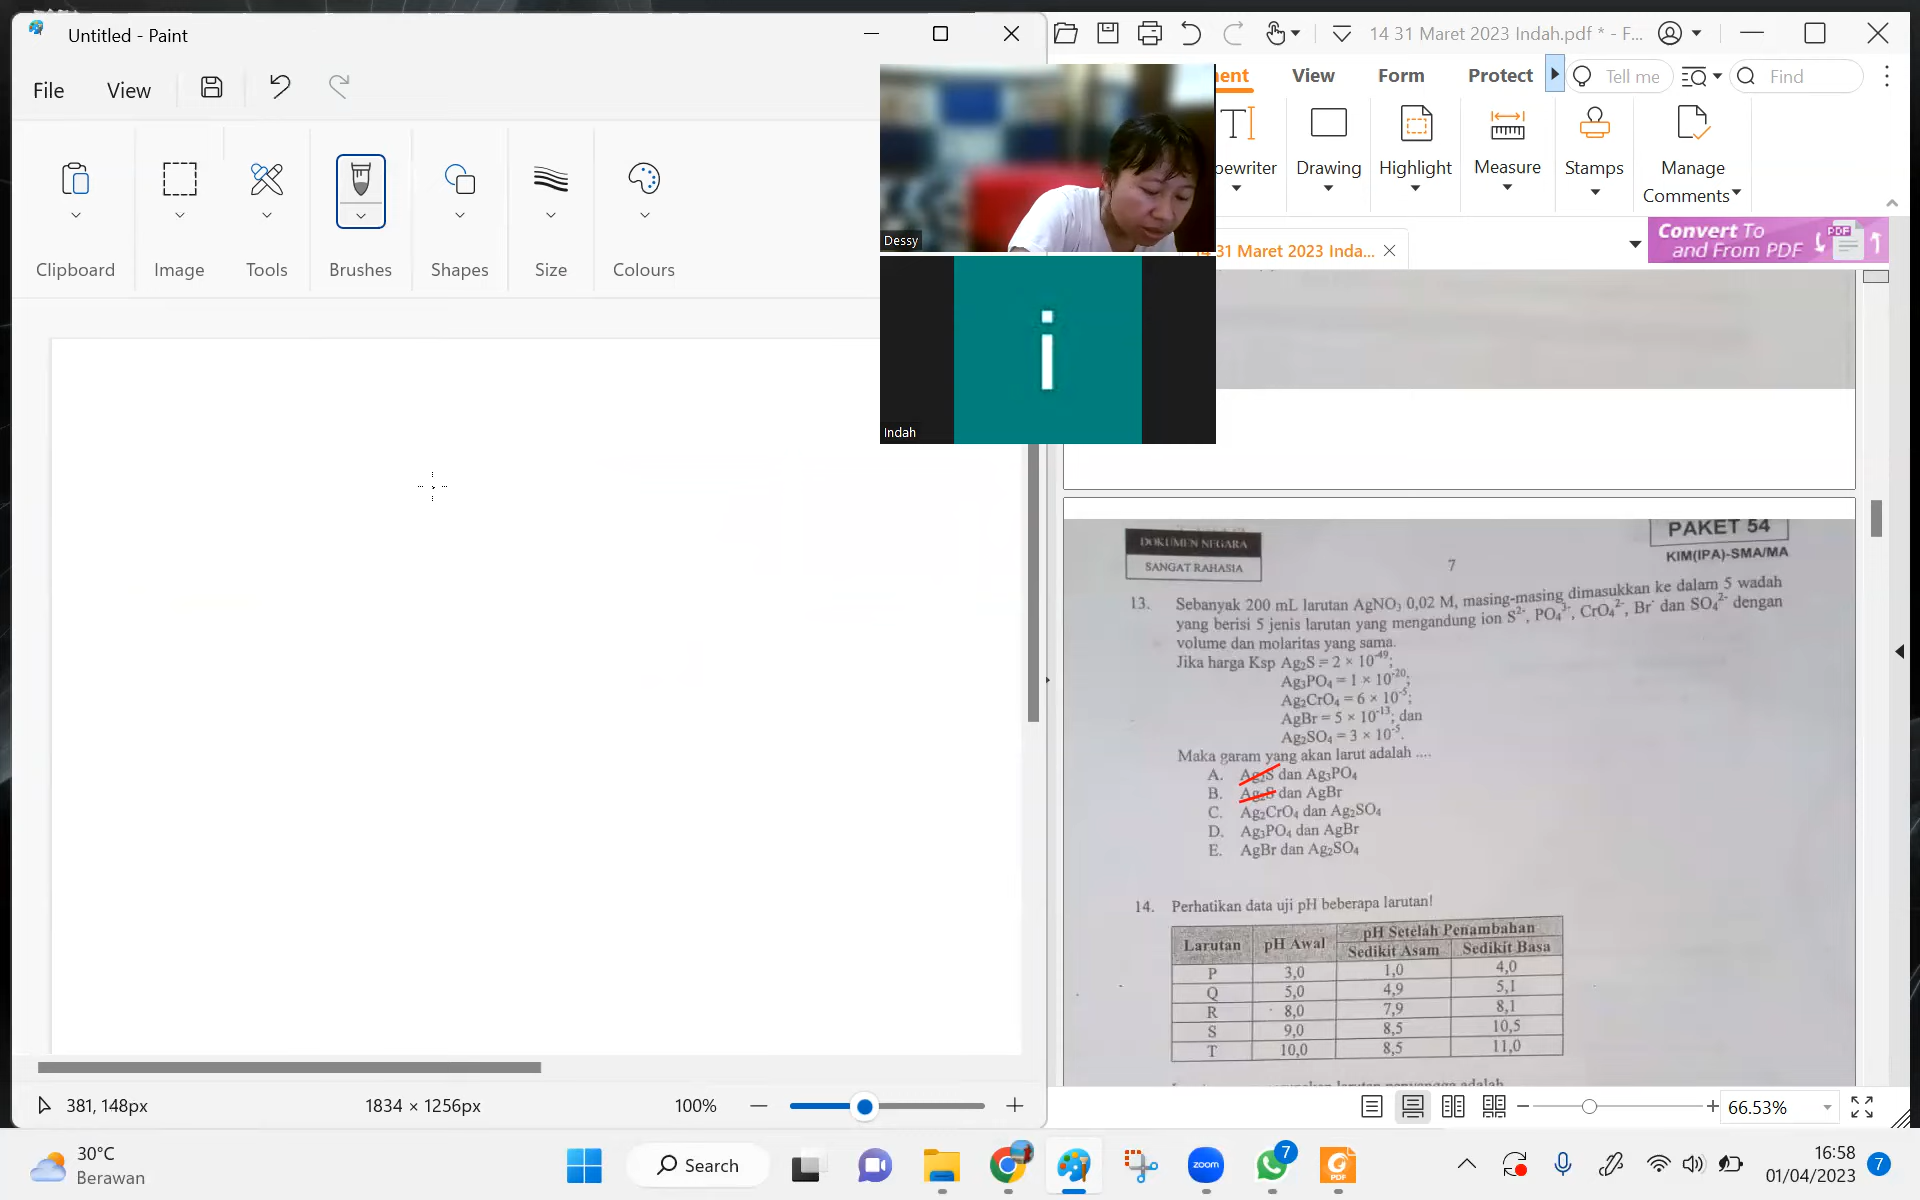 Untitled - Paint
File
View
Clipboard
Image
Tools
Brushes
Shapes
Size
Colours
Dessy
i
Indah
14 31 Maret 2023 Indah.pdf * - F...
View
Form
Protect
Tell me
Find
Drawing
Highlight
Measure
Stamps
Manage
Comments
31 Maret 2023 Inda...
Convert To
and From PDF
PDF
DOKUMEN NEGARA
SANGAT RAHASIA
7
PAKET 54
KIM(IPA)-SMA/MA
13. Sebanyak 200 mL larutan AgNO₃ 0,02 M, masing-masing dimasukkan ke dalam 5 wadah
yang berisi 5 jenis larutan yang mengandung ion S²⁻, PO₄³⁻, CrO₄²⁻, Br⁻ dan SO₄²⁻ dengan
volume dan molaritas yang sama.
Jika harga Ksp Ag₂S = 2 × 10⁻⁴⁹;
Ag₃PO₄ = 1 × 10⁻²⁰;
Ag₂CrO₄ = 6 × 10⁻⁵;
AgBr = 5 × 10⁻¹³; dan
Ag₂SO₄ = 3 × 10⁻⁵.
Maka garam yang akan larut adalah ....
A. Ag₂S dan Ag₃PO₄
B. Ag₂S dan AgBr
C. Ag₂CrO₄ dan Ag₂SO₄
D. Ag₃PO₄ dan AgBr
E. AgBr dan Ag₂SO₄
14. Perhatikan data uji pH beberapa larutan!
Larutan pH Awal pH Setelah Penambahan
Sedikit Asam Sedikit Basa
P 3,0 1,0 4,0
Q 5,0 4,9 5,1
R 8,0 7,9 8,1
S 9,0 8,5 10,5
T 10,0 8,5 11,0
381, 148px
1834 × 1256px
100%
66.53%
30°C
Berawan
Search
zoom
7
PDF
16:58
01/04/2023
7